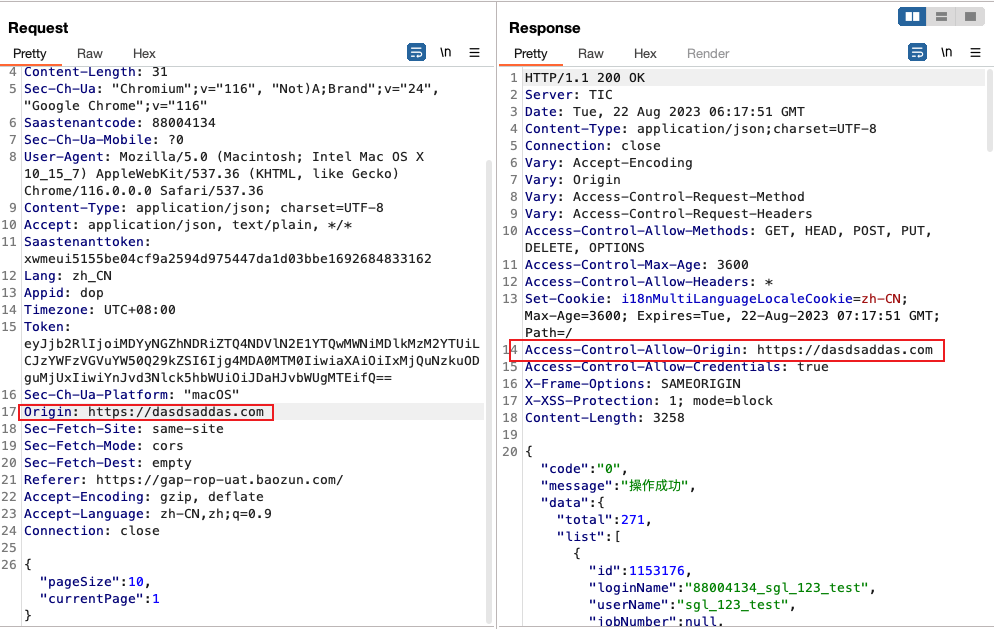 Request
Pretty Raw Hex \n
4 Content-Length: 31
5 Sec-Ch-Ua: "Chromium";v="116", "Not)A;Brand";v="24",
"Google Chrome";v="116"
6 Saastenantcode: 88004134
7 Sec-Ch-Ua-Mobile: ?0
8 User-Agent: Mozilla/5.0 (Macintosh; Intel Mac OS X
10_15_7) AppleWebKit/537.36 (KHTML, like Gecko)
Chrome/116.0.0.0 Safari/537.36
9 Content-Type: application/json; charset=UTF-8
10 Accept: application/json, text/plain, */*
11 Saastenanttoken:
xwmeui5155be04cf9a2594d975447da1d03bbe1692684833162
12 Lang: zh_CN
13 Appid: dop
14 Timezone: UTC+08:00
15 Token:
eyJjb2RlIjoiMDYyNGZhNDRiZTQ4NDVlN2E1YTQwMWNiMDlkMzM2YTUiL
CJzYWFzVGVuYW50Q29kZSI6Ijg4MDA0MTM0IiwiaXAiOiIxMjQuNzkuOD
guMjUxIiwiYnJvd3Nlck5hbWUiOiJDaHJvbWUgMTEifQ==
16 Sec-Ch-Ua-Platform: "macOS"
17 Origin: https://dasdsaddas.com
18 Sec-Fetch-Site: same-site
19 Sec-Fetch-Mode: cors
20 Sec-Fetch-Dest: empty
21 Referer: https://gap-rop-uat.baozun.com/
22 Accept-Encoding: gzip, deflate
23 Accept-Language: zh-CN,zh;q=0.9
24 Connection: close
25
26 {
"pageSize":10,
"currentPage":1
}
Response
Pretty Raw Hex Render \n
1 HTTP/1.1 200 OK
2 Server: TIC
3 Date: Tue, 22 Aug 2023 06:17:51 GMT
4 Content-Type: application/json;charset=UTF-8
5 Connection: close
6 Vary: Accept-Encoding
7 Vary: Origin
8 Vary: Access-Control-Request-Method
9 Vary: Access-Control-Request-Headers
10 Access-Control-Allow-Methods: GET, HEAD, POST, PUT,
DELETE, OPTIONS
11 Access-Control-Max-Age: 3600
12 Access-Control-Allow-Headers: *
13 Set-Cookie: i18nMultiLanguageLocaleCookie=zh-CN;
Max-Age=3600; Expires=Tue, 22-Aug-2023 07:17:51 GMT;
Path=/
14 Access-Control-Allow-Origin: https://dasdsaddas.com
15 Access-Control-Allow-Credentials: true
16 X-Frame-Options: SAMEORIGIN
17 X-XSS-Protection: 1; mode=block
18 Content-Length: 3258
19
20 {
"code":"0",
"message":"操作成功",
"data":{
"total":271,
"list":[
{
"id":1153176,
"loginName":"88004134_sgl_123_test",
"userName":"sgl_123_test",
"jobNumber":null,